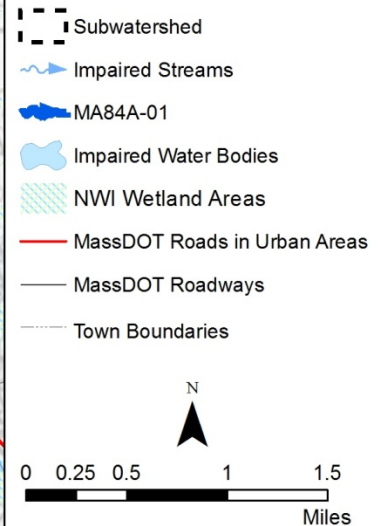 Subwatershed
Impaired Streams
MA84A-01
Impaired Water Bodies
NWI Wetland Areas
MassDOT Roads in Urban Areas
MassDOT Roadways
Town Boundaries
N
0 0.25 0.5 1 1.5
Miles